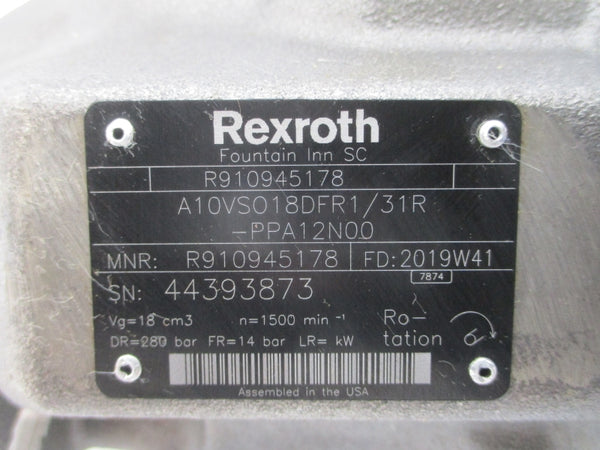 Rexroth
Fountain Inn SC
R910945178
A10VSO18DFR1/31R
-PPA12N00
MNR: R910945178 FD: 2019W41
7874
SN: 44393873
Vg=18 cm3 n=1500 min⁻¹ Ro-
DR=280 bar FR=14 bar LR= kW tation
Assembled in the USA